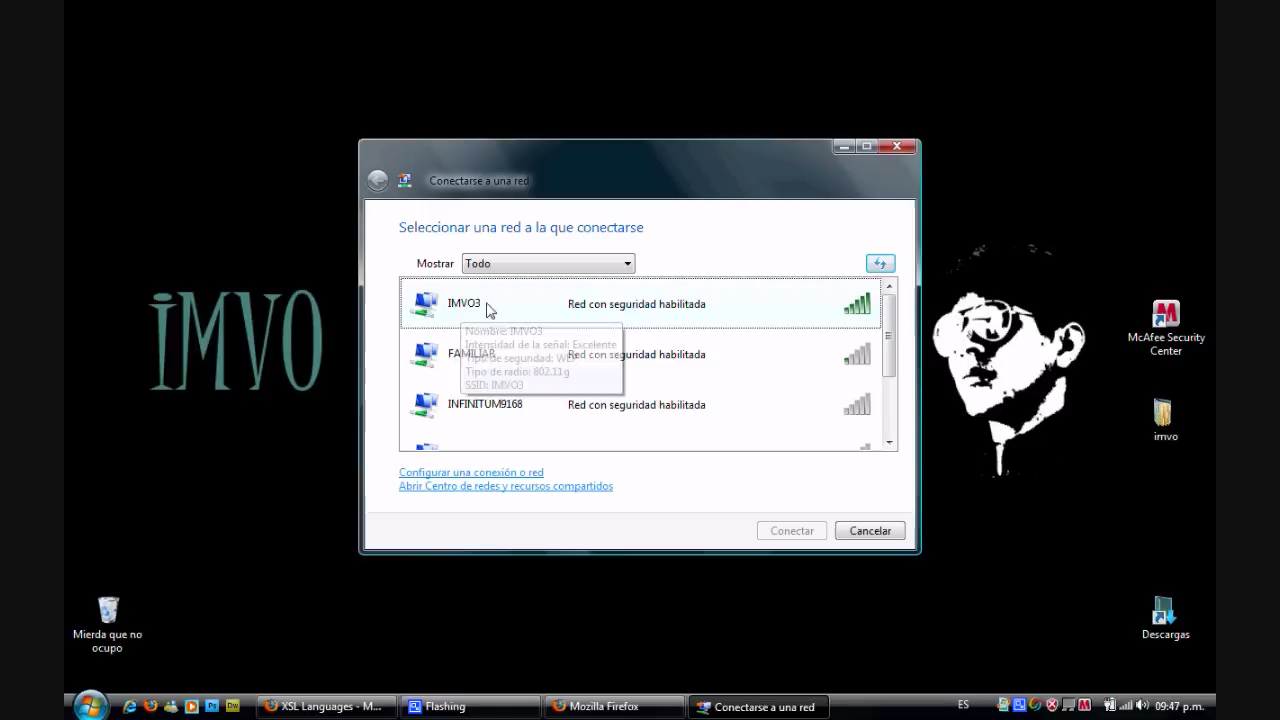 Conectarse a una red
Seleccionar una red a la que conectarse
Mostrar Todo
IMVO3 Red con seguridad habilitada
Nombre: IMVO3
Intensidad de la señal: Excelente
FAMILIAR Red con seguridad habilitada
Tipo de seguridad: WEP
Tipo de radio: 802.11g
SSID: IMVO3
INFINITUM9168 Red con seguridad habilitada
Configurar una conexión o red
Abrir Centro de redes y recursos compartidos
Conectar Cancelar
iMVO
McAfee Security
Center
imvo
Mierda que no
ocupo
Descargas
XSL Languages - M...
Flashing
Mozilla Firefox
Conectarse a una red
ES
09:47 p.m.